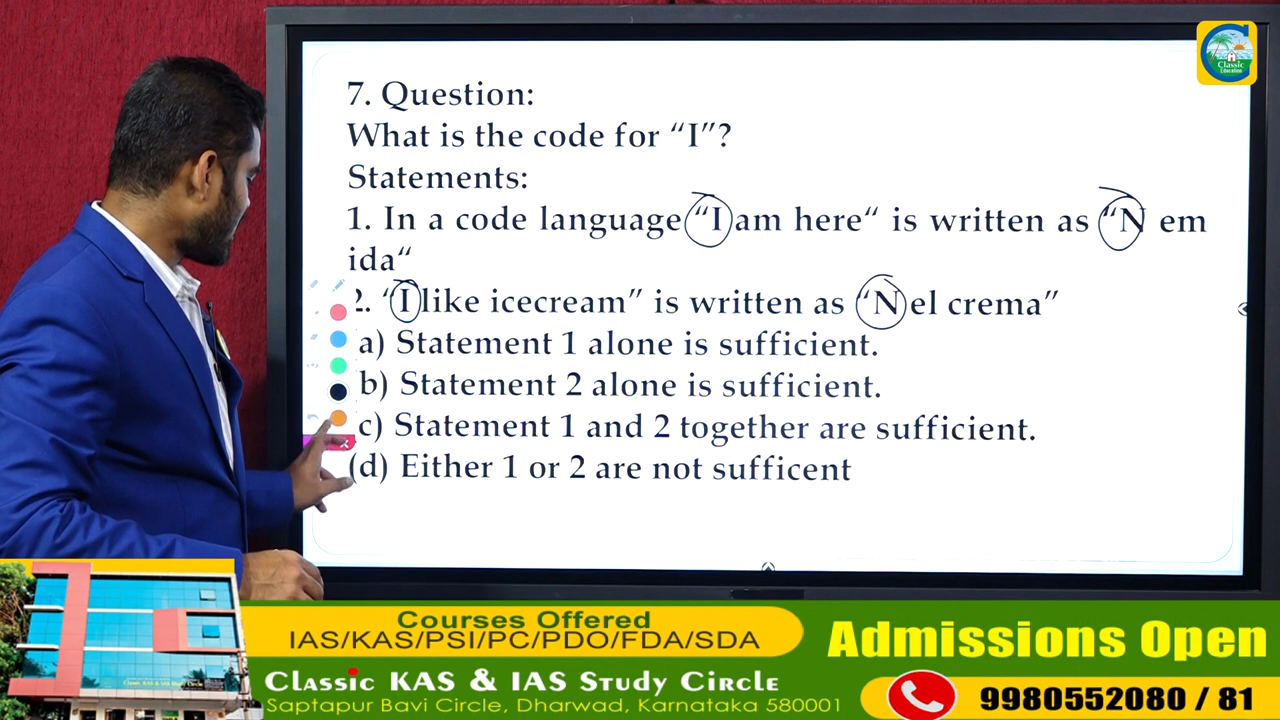 Classic
Education
7. Question:
What is the code for “I”?
Statements:
1. In a code language “I am here“ is written as “N em
ida“
2. “I like icecream” is written as “N el crema”
a) Statement 1 alone is sufficient.
b) Statement 2 alone is sufficient.
c) Statement 1 and 2 together are sufficient.
(d) Either 1 or 2 are not sufficent
Courses Offered
IAS/KAS/PSI/PC/PDO/FDA/SDA
Classic KAS & IAS Study Circle
Saptapur Bavi Circle, Dharwad, Karnataka 580001
Admissions Open
9980552080 / 81